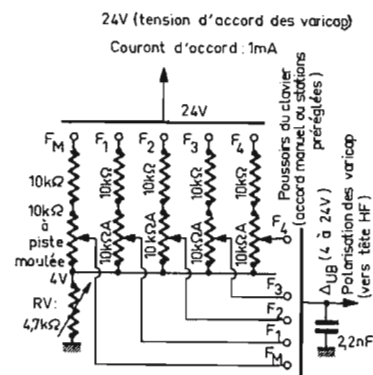 24V (tension d'accord des varicap)
Courant d'accord : 1mA
24V
FM F1 F2 F3 F4
10kΩ 10kΩ 10kΩ 10kΩ 10kΩ
10kΩ
à
piste
moulée
10kΩA 10kΩA 10kΩA 10kΩA
4V
RV:
4,7kΩ
Poussoirs du clavier
(accord manuel ou stations
préréglées)
F4
F3
F2
F1
FM
ΔUB (4 à 24V)
Polarisation des varicap
(vers tête HF)
2,2nF